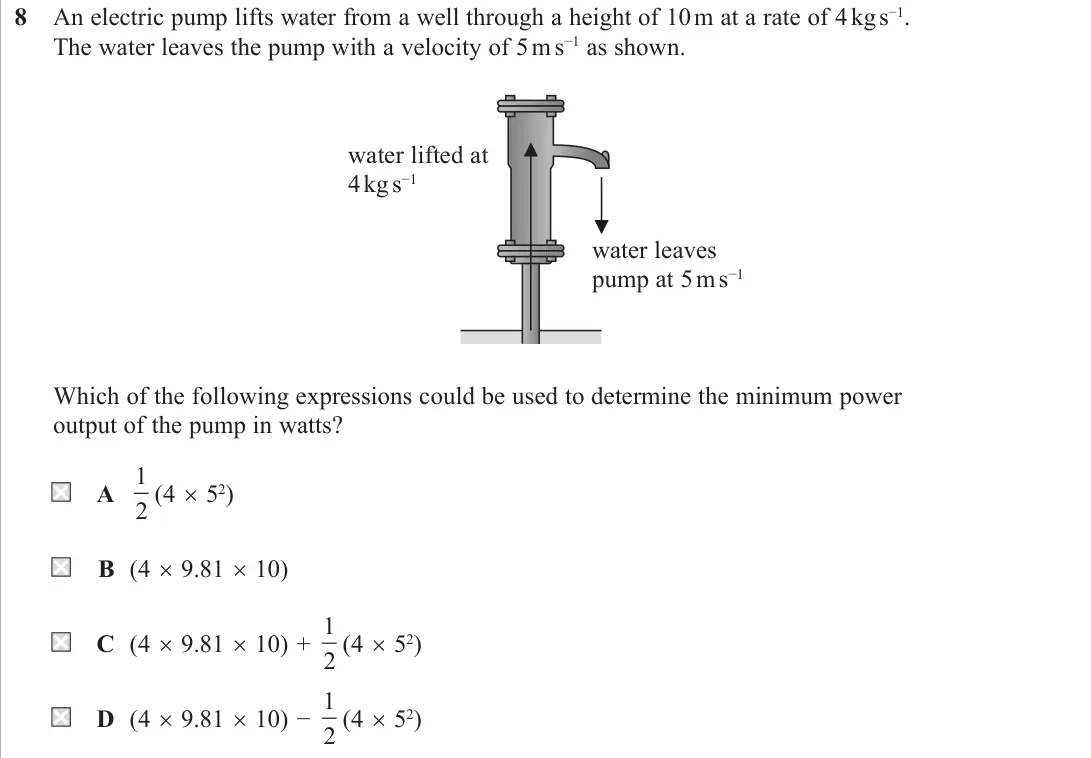 8 An electric pump lifts water from a well through a height of 10 m at a rate of 4 kg s⁻¹.
The water leaves the pump with a velocity of 5 m s⁻¹ as shown.
water lifted at
4 kg s⁻¹
water leaves
pump at 5 m s⁻¹
Which of the following expressions could be used to determine the minimum power
output of the pump in watts?
A 1/2 (4 × 5²)
B (4 × 9.81 × 10)
C (4 × 9.81 × 10) + 1/2 (4 × 5²)
D (4 × 9.81 × 10) − 1/2 (4 × 5²)